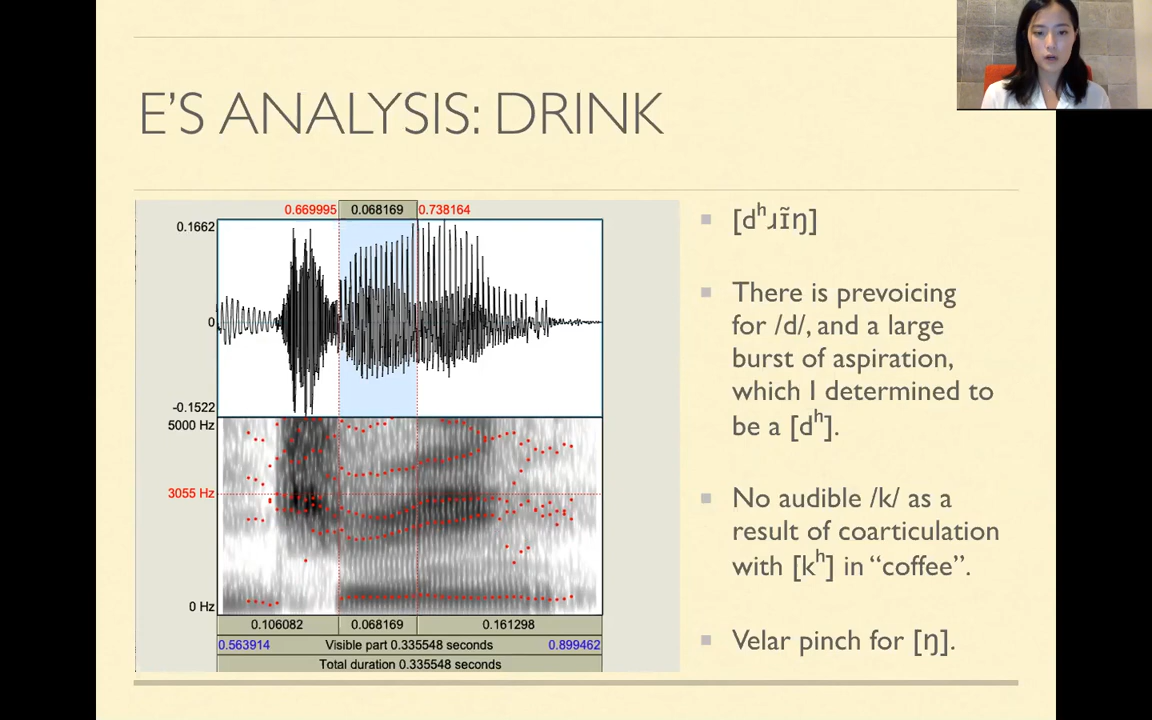 E'S ANALYSIS: DRINK
0.669995 0.068169 0.738164
0.1662
0
-0.1522
5000 Hz
3055 Hz
0 Hz
0.106082 0.068169 0.161298
0.563914 Visible part 0.335548 seconds 0.899462
Total duration 0.335548 seconds
[dʰɹɪ̃ŋ]
There is prevoicing
for /d/, and a large
burst of aspiration,
which I determined to
be a [dʰ].
No audible /k/ as a
result of coarticulation
with [kʰ] in “coffee”.
Velar pinch for [ŋ].